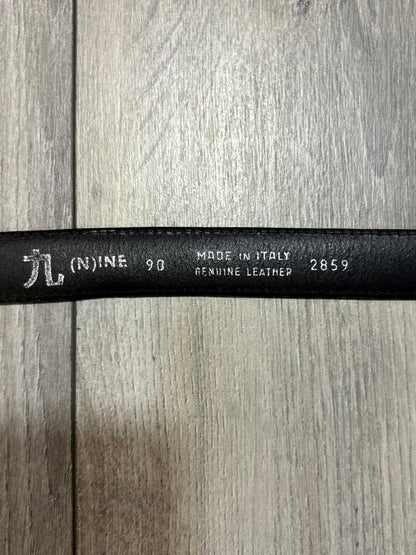 九 (N)INE 90 MADE IN ITALY 2859
GENUINE LEATHER